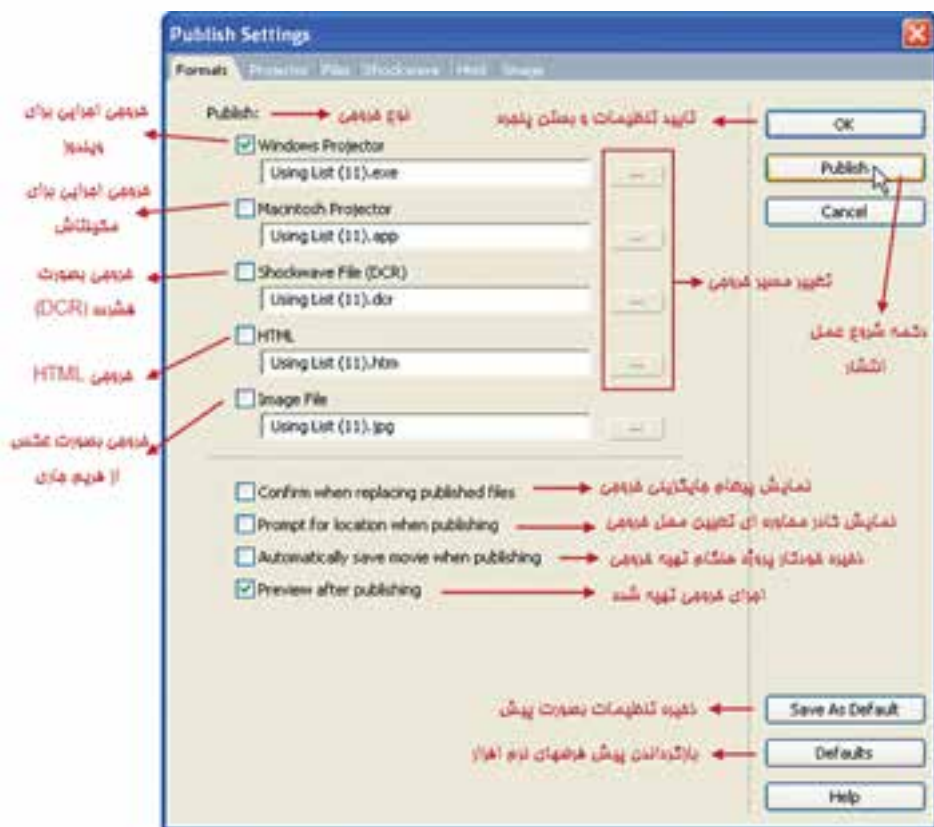 Publish Settings
Formats Projector Files Shockwave Html Image
Publish:
نوع خروجی
تایید تنظیمات و بستن پنجره
OK
خروجی اجرایی برای
ویندوز
Windows Projector
Using List (11).exe
...
Publish
خروجی اجرایی برای
مکینتاش
Macintosh Projector
Using List (11).app
...
Cancel
خروجی بصورت
فشرده (DCR)
Shockwave File (DCR)
Using List (11).dcr
...
تغییر مسیر خروجی
دکمه شروع عمل
انتشار
خروجی HTML
HTML
Using List (11).htm
...
خروجی بصورت عکس
از فریم جاری
Image File
Using List (11).jpg
...
Confirm when replacing published files
نمایش پیغام جایگزینی خروجی
Prompt for location when publishing
نمایش کادر محاوره ای تعیین محل خروجی
Automatically save movie when publishing
ذخیره خودکار پروژه هنگام تهیه خروجی
Preview after publishing
اجرای خروجی تهیه شده
ذخیره تنظیمات بصورت پیش
Save As Default
بازگرداندن پیش فرضهای نرم افزار
Defaults
Help